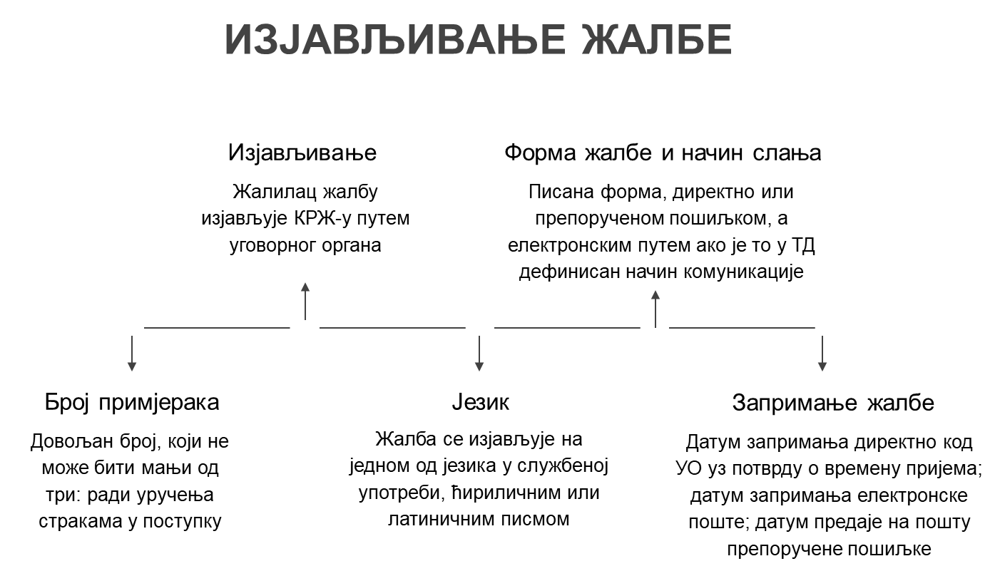 ИЗЈАВЉИВАЊЕ ЖАЛБЕ
Изјављивање
Жалилац жалбу
изјављује КРЖ-у путем
уговорног органа
Форма жалбе и начин слања
Писана форма, директно или
препорученом пошиљком, а
електронским путем ако је то у ТД
дефинисан начин комуникације
Број примјерака
Довољан број, који не
може бити мањи од
три: ради уручења
стракама у поступку
Језик
Жалба се изјављује на
једном од језика у службеној
употреби, ћириличним или
латиничним писмом
Запримање жалбе
Датум запримања директно код
УО уз потврду о времену пријема;
датум запримања електронске
поште; датум предаје на пошту
препоручене пошиљке